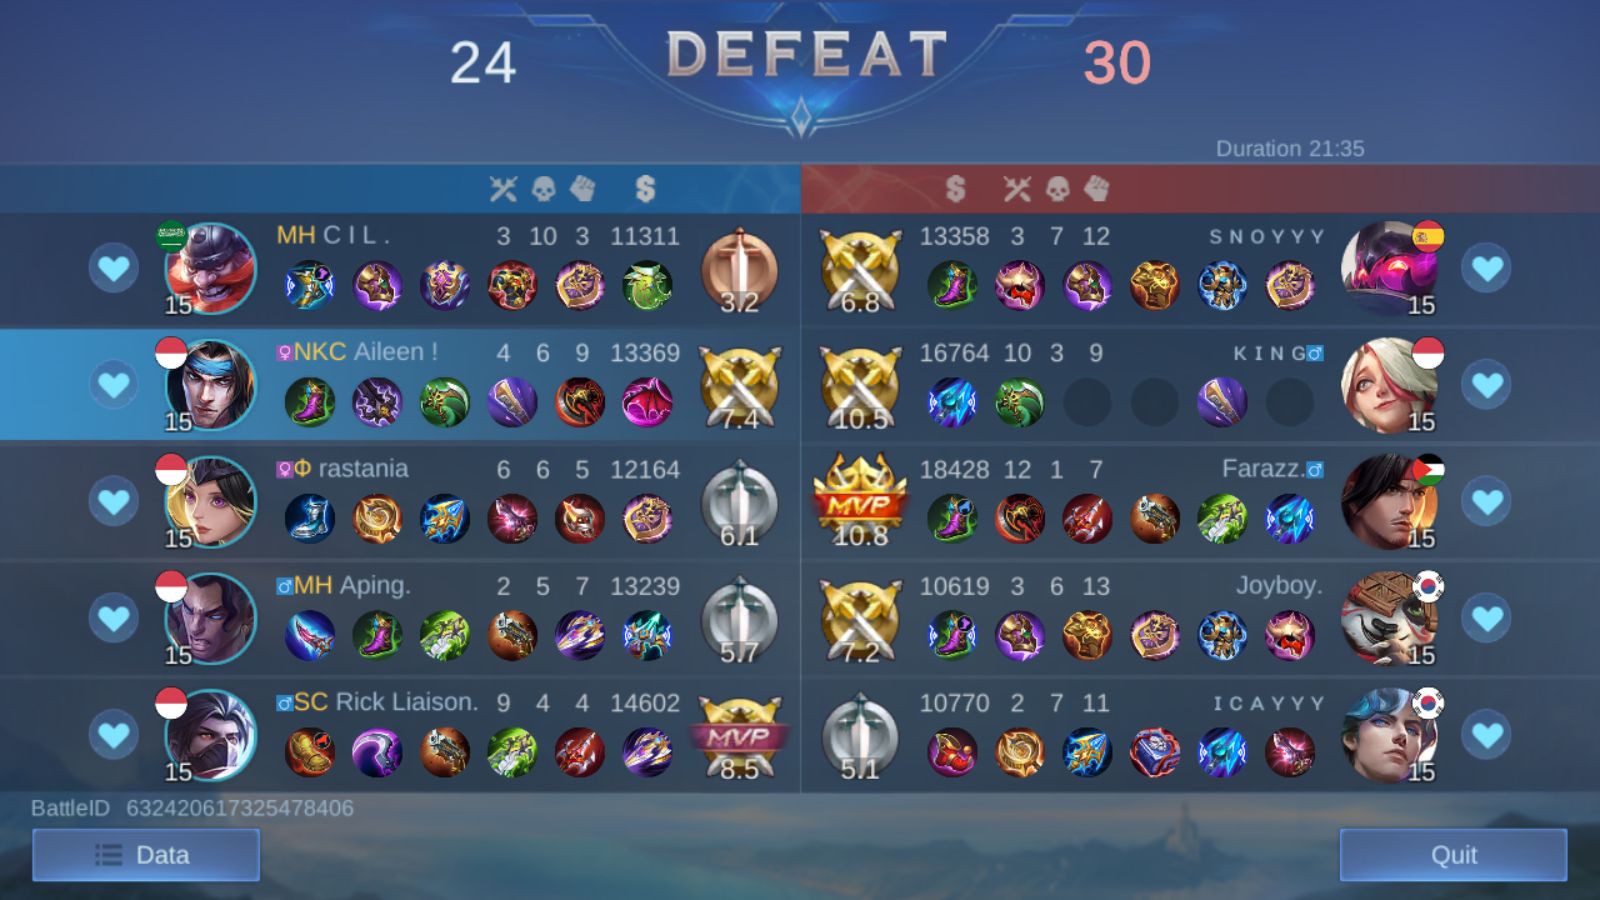 24 DEFEAT 30
Duration 21:35
MH C I L . 3 10 3 11311
15 3.2
13358 3 7 12 S N O Y Y Y
6.8 15
NKC Aileen ! 4 6 9 13369
15 7.4
16764 10 3 9 K I N G
10.5 15
Φ rastania 6 6 5 12164
15 6.1
18428 12 1 7 Farazz.
MVP
10.8 15
MH Aping. 2 5 7 13239
15 5.7
10619 3 6 13 Joyboy.
7.2 15
SC Rick Liaison. 9 4 4 14602
MVP
15 8.5
10770 2 7 11 I C A Y Y Y
5.1 15
BattleID 632420617325478406
Data
Quit